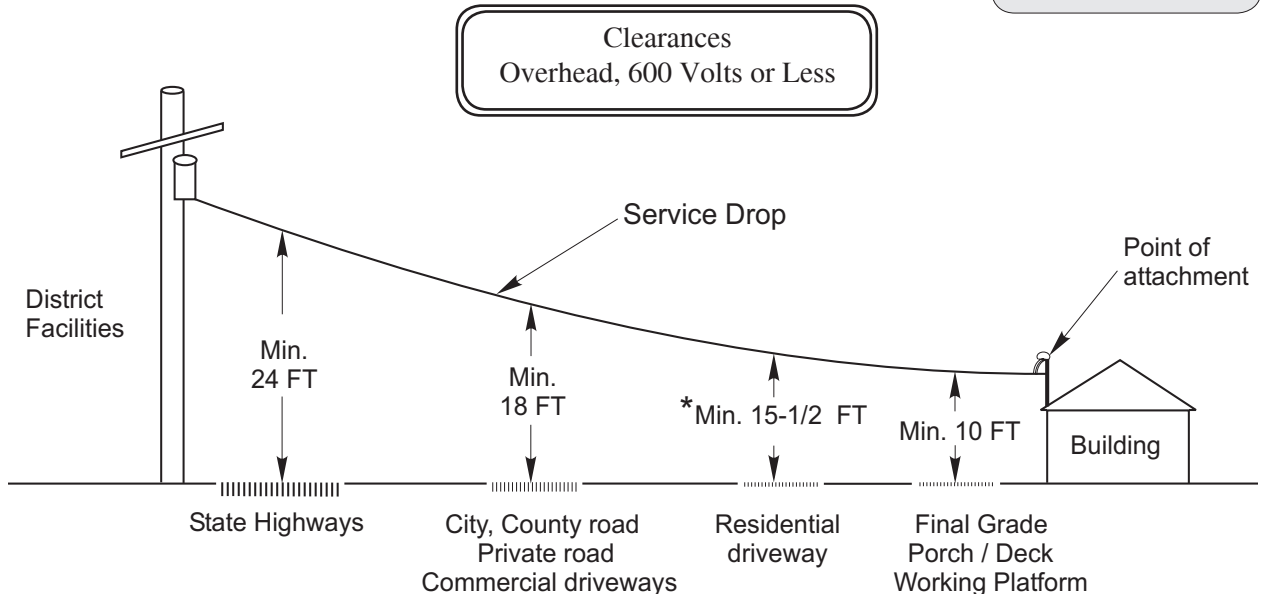 Clearances
Overhead, 600 Volts or Less
Service Drop
Point of
attachment
District
Facilities
Min.
24 FT
Min.
18 FT
*Min. 15-1/2 FT
Min. 10 FT
Building
State Highways
City, County road
Private road
Commercial driveways
Residential
driveway
Final Grade
Porch / Deck
Working Platform